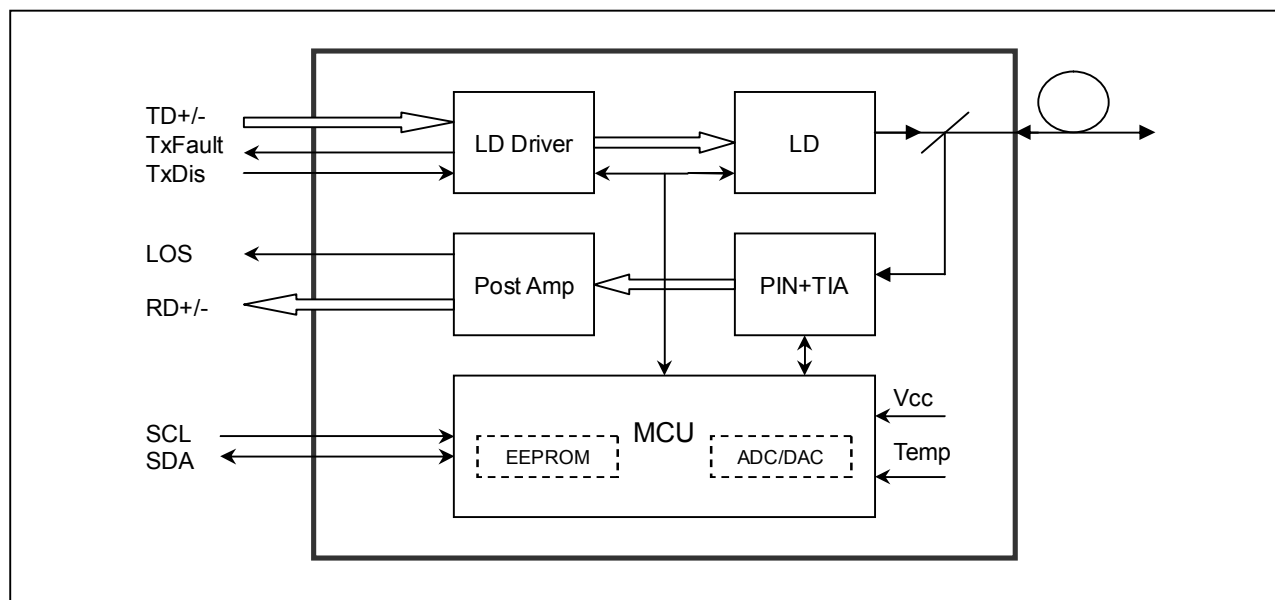 TD+/-
TxFault
TxDis
LD Driver
LD
LOS
RD+/-
Post Amp
PIN+TIA
SCL
SDA
MCU
EEPROM
ADC/DAC
Vcc
Temp